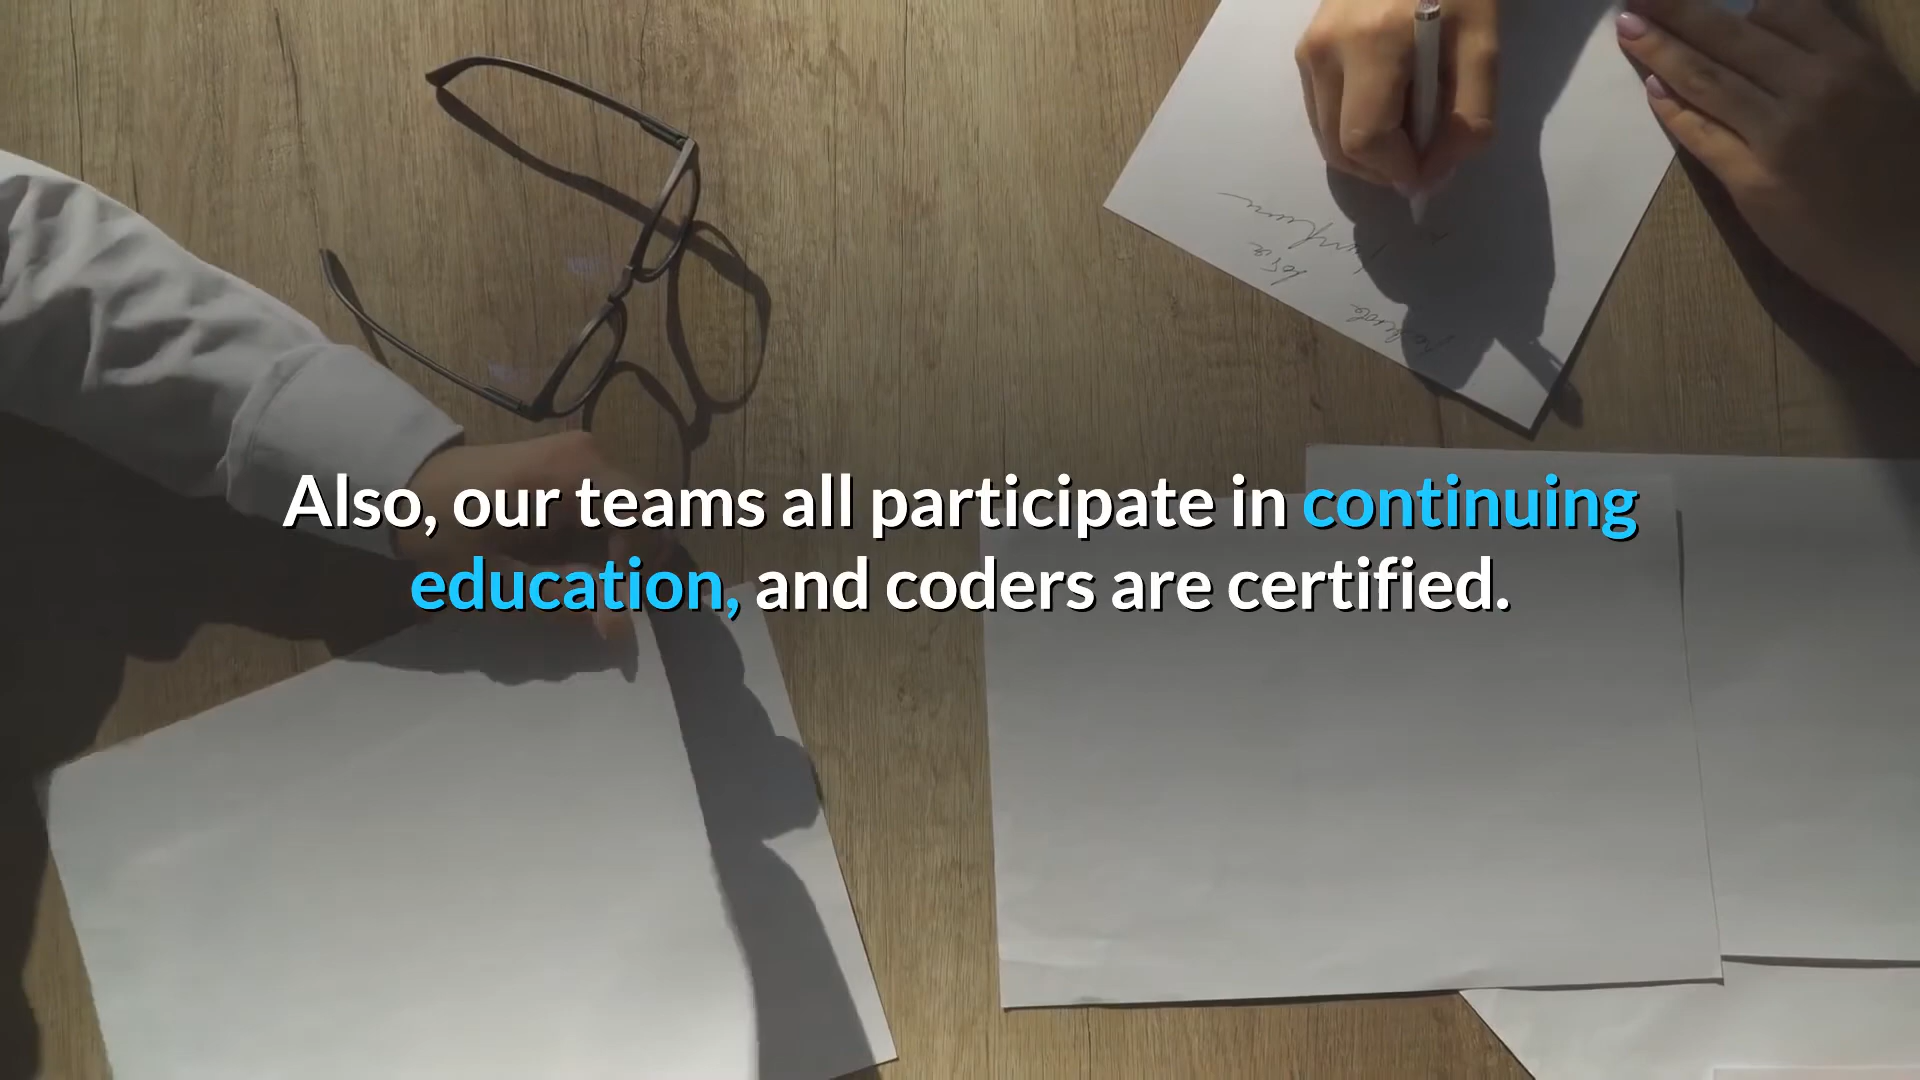 Also, our teams all participate in continuing
education, and coders are certified.